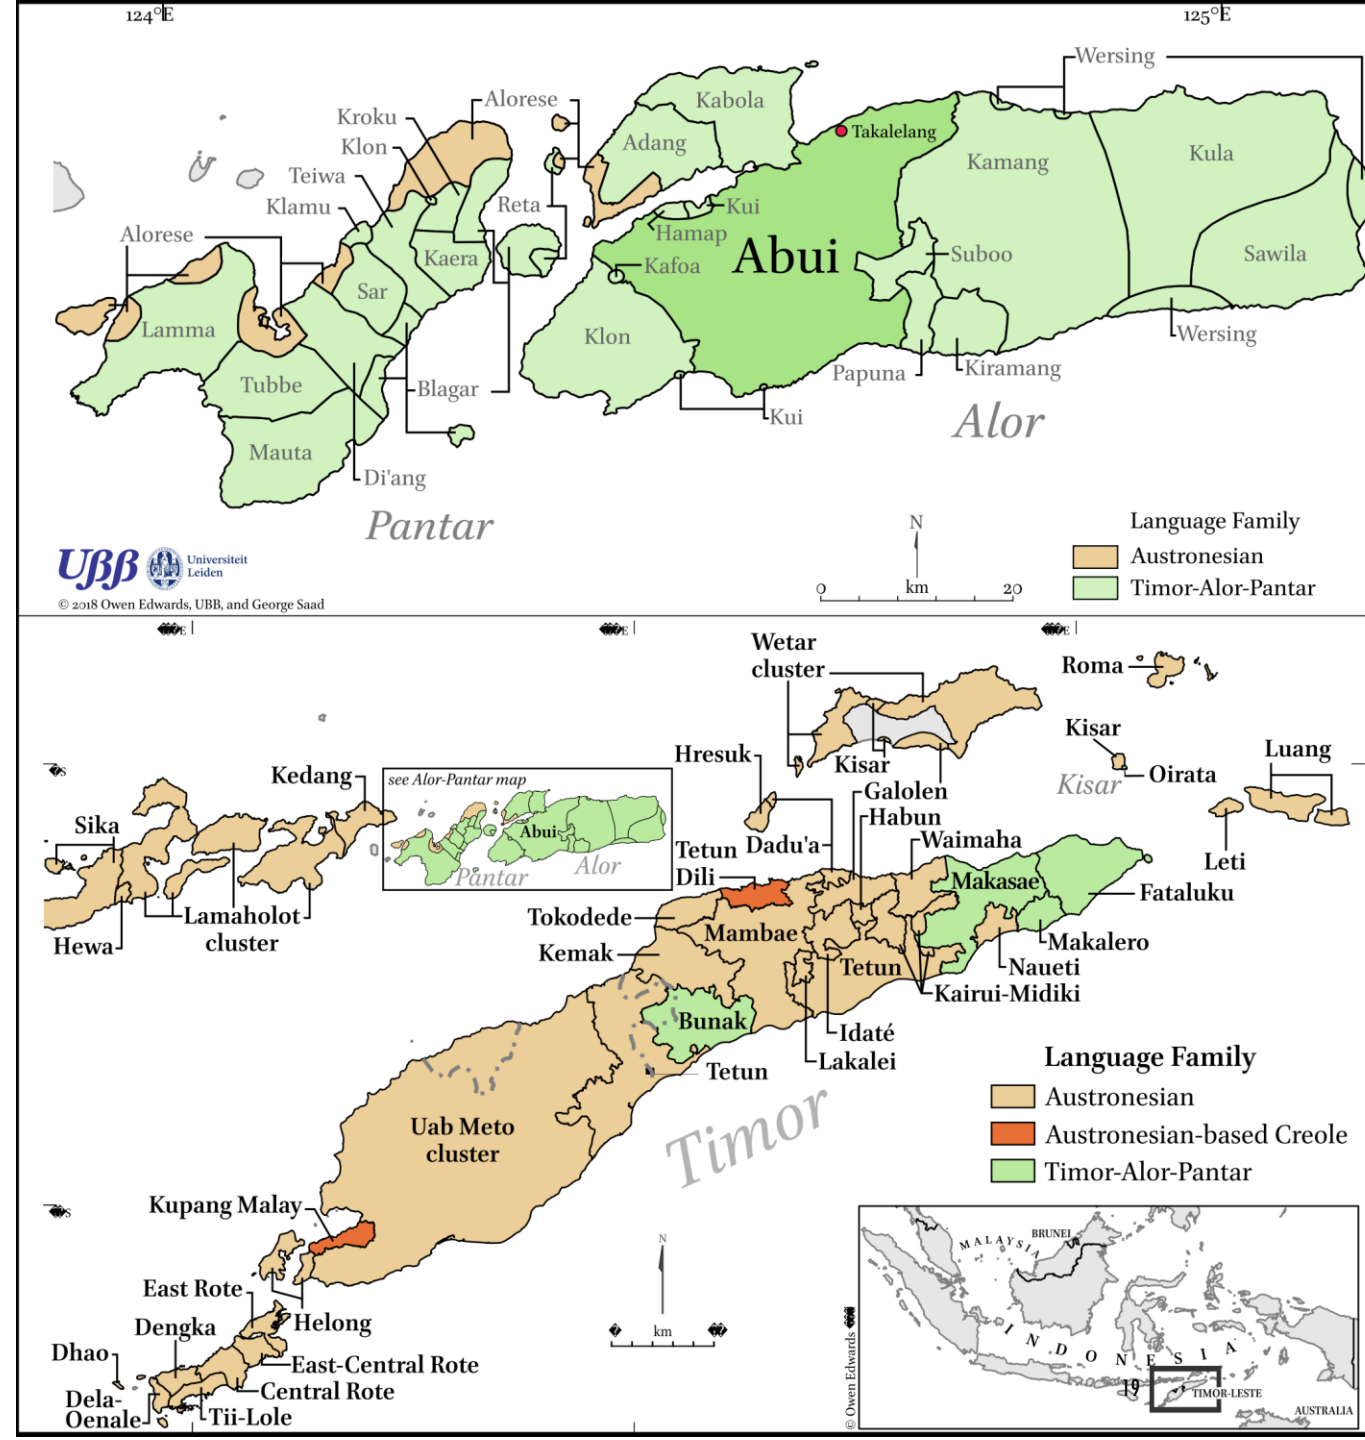 124°E
125°E
Wersing
Alorese
Kabola
Kroku
Klon
Adang
Takalelang
Teiwa
Kamang
Kula
Klamu
Reta
Kui
Hamap
Alorese
Kaera
Kafoa
Abui
Suboo
Sawila
Sar
Lamma
Klon
Wersing
Tubbe
Blagar
Papuna
Kiramang
Kui
Alor
Mauta
Di'ang
Pantar
N
km
0
20
Language Family
Austronesian
Timor-Alor-Pantar
UBB
Universiteit
Leiden
© 2018 Owen Edwards, UBB, and George Saad
E
E
E
Wetar
cluster
Roma
Kisar
Hresuk
Kisar
Luang
Kisar
Oirata
S
Kedang
see Alor-Pantar map
Galolen
Habun
Sika
Abui
Alor
Pantar
Tetun
Dili
Dadu'a
Waimaha
Leti
Makasae
Fataluku
Lamaholot
cluster
Hewa
Tokodede
Mambae
Makalero
Kemak
Tetun
Naueti
Kairui-Midiki
Bunak
Idaté
Lakalei
Tetun
Timor
Uab Meto
cluster
Language Family
Austronesian
Austronesian-based Creole
Timor-Alor-Pantar
S
Kupang Malay
N
km
East Rote
Helong
Dengka
Dhao
East-Central Rote
Central Rote
Dela-
Oenale
Tii-Lole
© Owen Edwards
BRUNEI
MALAYSIA
INDONESIA
19
TIMOR-LESTE
AUSTRALIA